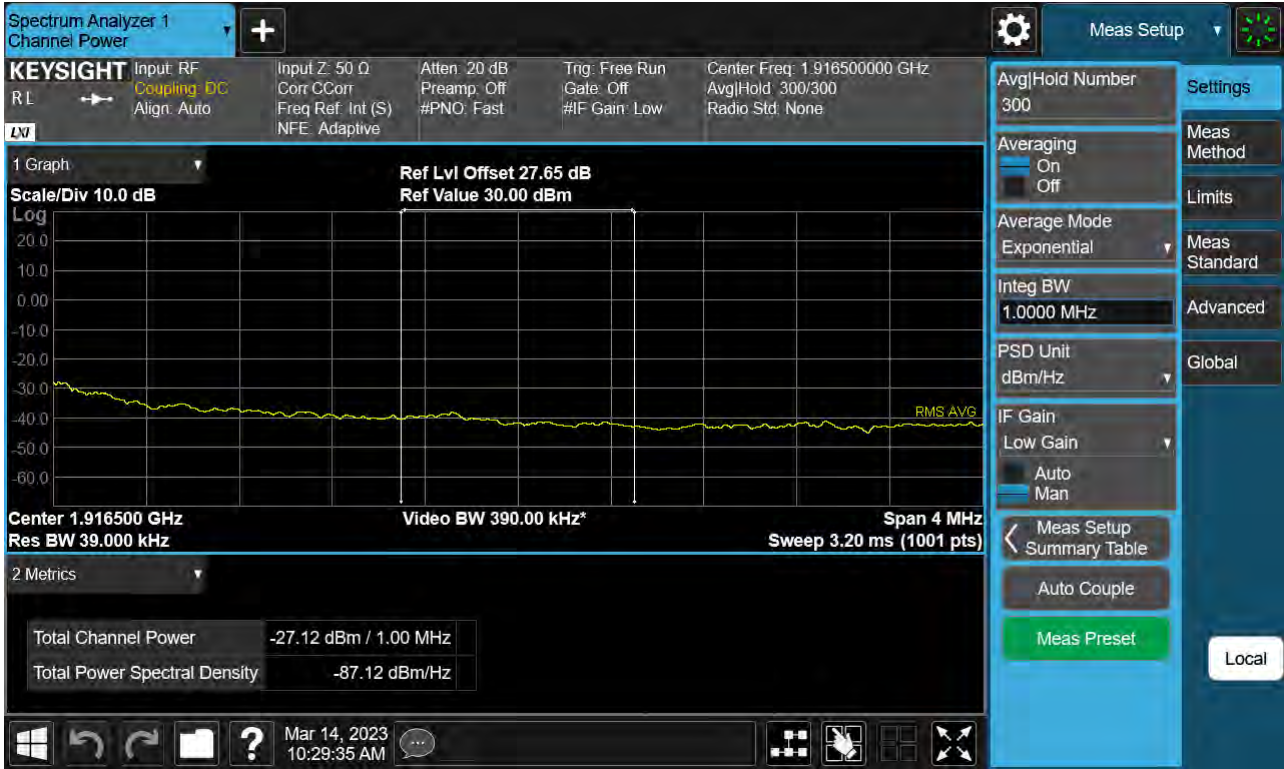 Spectrum Analyzer 1
Channel Power
+
Meas Setup
KEYSIGHT
R L
LXI
Input: RF
Coupling: DC
Align: Auto
Input Z: 50 Ω
Corr CCorr
Freq Ref: Int (S)
NFE: Adaptive
Atten: 20 dB
Preamp: Off
#PNO: Fast
Trig: Free Run
Gate: Off
#IF Gain: Low
Center Freq: 1.916500000 GHz
Avg|Hold: 300/300
Radio Std: None
1 Graph
Scale/Div 10.0 dB
Ref Lvl Offset 27.65 dB
Ref Value 30.00 dBm
Log
20.0
10.0
0.00
-10.0
-20.0
-30.0
-40.0
-50.0
-60.0
RMS AVG
Center 1.916500 GHz
Video BW 390.00 kHz*
Span 4 MHz
Res BW 39.000 kHz
Sweep 3.20 ms (1001 pts)
2 Metrics
Total Channel Power -27.12 dBm / 1.00 MHz
Total Power Spectral Density -87.12 dBm/Hz
Avg|Hold Number
300
Averaging
On
Off
Average Mode
Exponential
Integ BW
1.0000 MHz
PSD Unit
dBm/Hz
IF Gain
Low Gain
Auto
Man
Meas Setup
Summary Table
Auto Couple
Meas Preset
Settings
Meas
Method
Limits
Meas
Standard
Advanced
Global
Local
?
Mar 14, 2023
10:29:35 AM